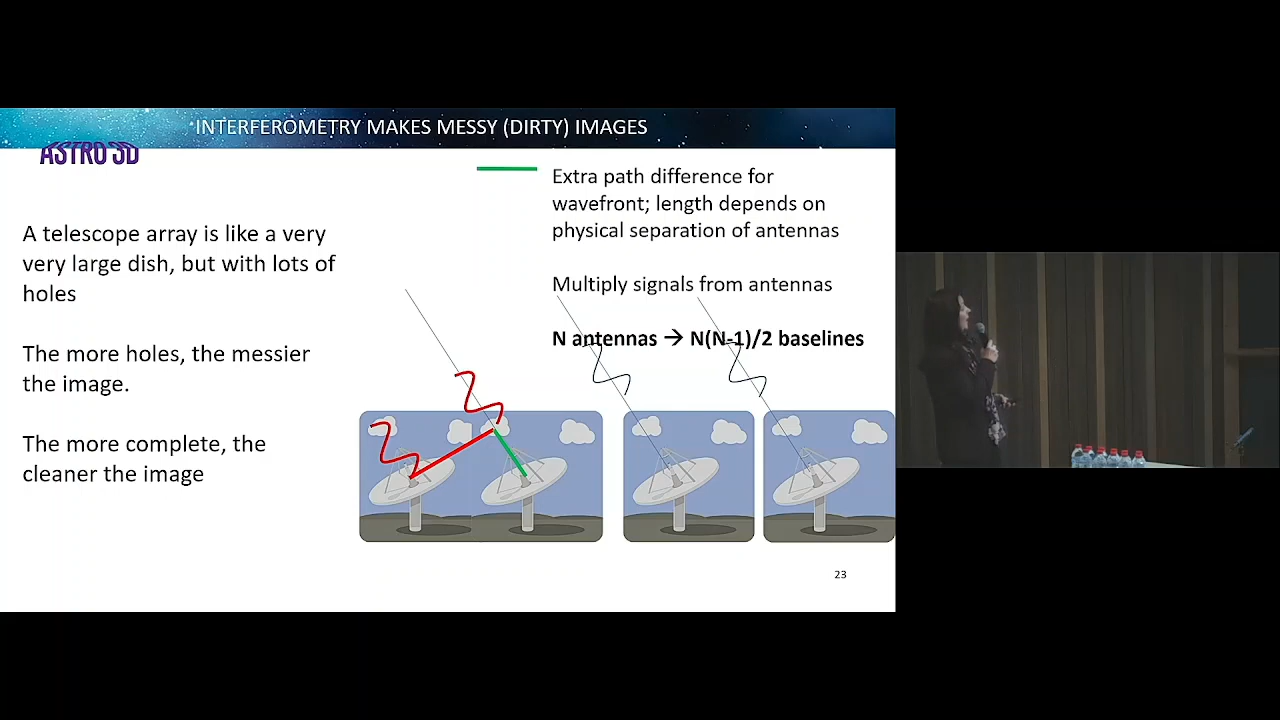 INTERFEROMETRY MAKES MESSY (DIRTY) IMAGES
ASTRO 3D
A telescope array is like a very
very large dish, but with lots of
holes
The more holes, the messier
the image.
The more complete, the
cleaner the image
Extra path difference for
wavefront; length depends on
physical separation of antennas
Multiply signals from antennas
N antennas → N(N-1)/2 baselines
23